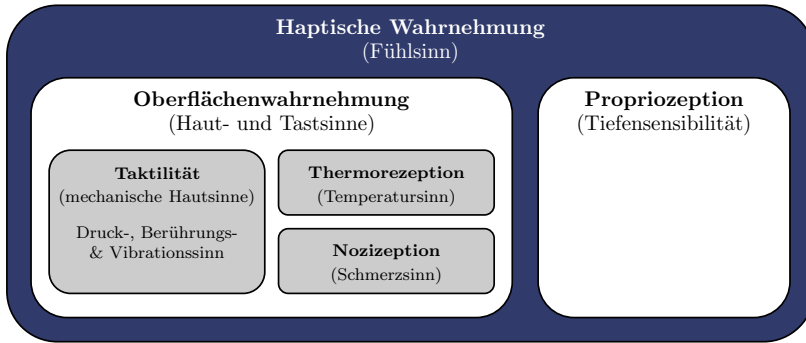 Haptische Wahrnehmung
(Fühlsinn)
Oberflächenwahrnehmung
(Haut- und Tastsinne)
Taktilität
(mechanische Hautsinne)
Druck-, Berührungs-
& Vibrationssinn
Thermorezeption
(Temperatursinn)
Nozizeption
(Schmerzsinn)
Propriozeption
(Tiefensensibilität)